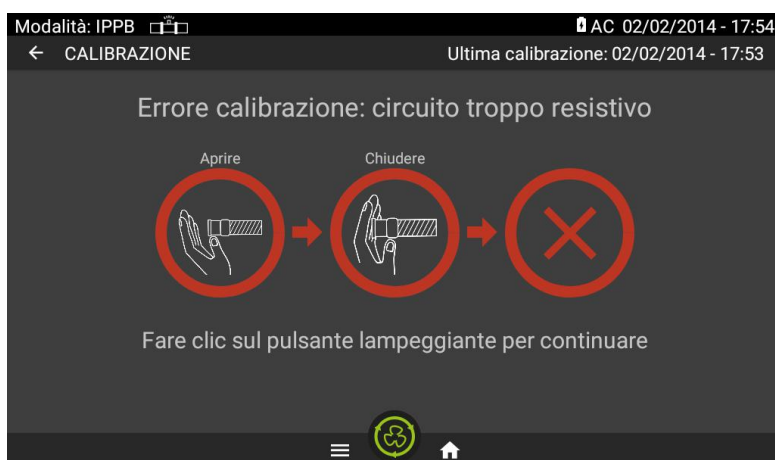 Modalità: IPPB
AC 02/02/2014 - 17:54
CALIBRAZIONE
Ultima calibrazione: 02/02/2014 - 17:53
Errore calibrazione: circuito troppo resistivo
Aprire
Chiudere
Fare clic sul pulsante lampeggiante per continuare